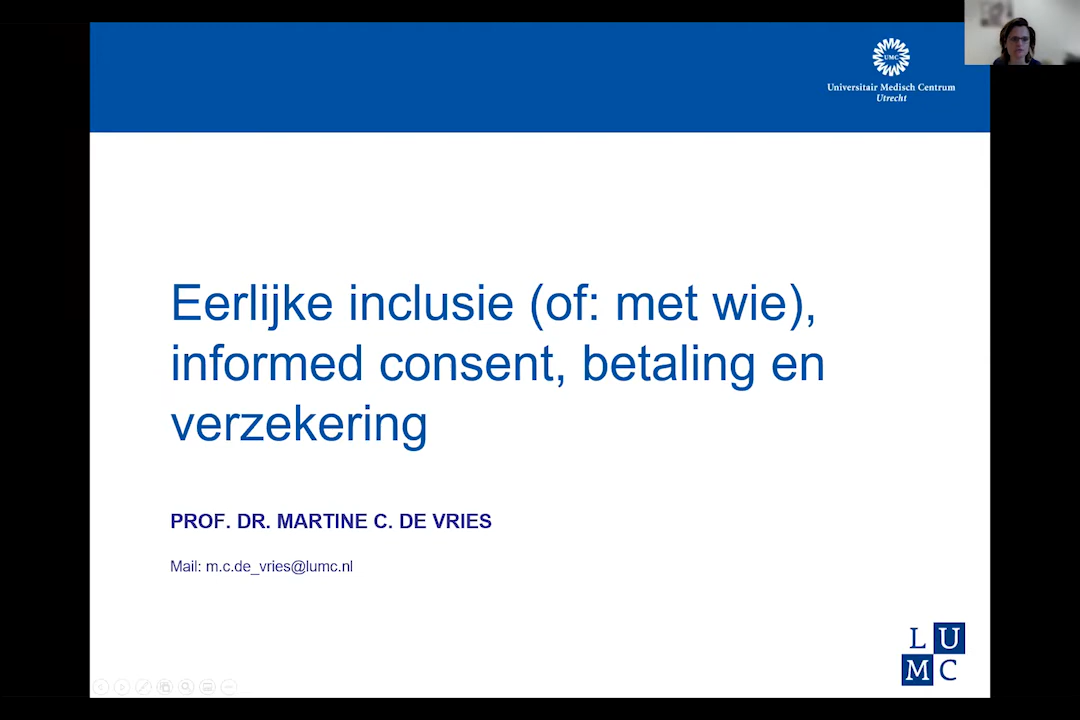 UMC
Universitair Medisch Centrum
Utrecht
Eerlijke inclusie (of: met wie),
informed consent, betaling en
verzekering
PROF. DR. MARTINE C. DE VRIES
Mail: m.c.de_vries@lumc.nl
L U
M C